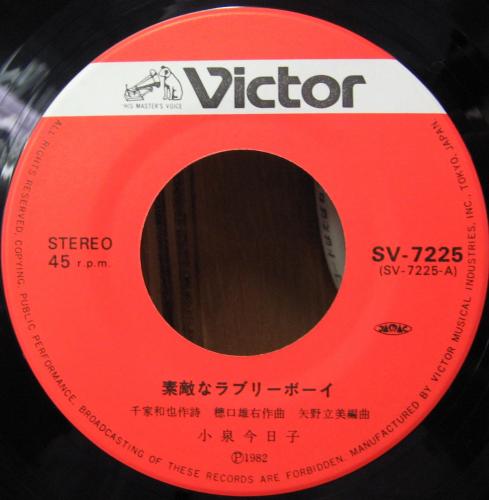 "HIS MASTER'S VOICE"
Victor
STEREO
45 r.p.m.
SV-7225
(SV-7225-A)
JASRAC
素敵なラブリーボーイ
千家和也作詩 穂口雄右作曲 矢野立美編曲
小泉今日子
Ⓟ1982
ALL RIGHTS RESERVED, COPYING, PUBLIC PERFORMANCE, BROADCASTING OF THESE RECORDS ARE FORBIDDEN. MANUFACTURED BY VICTOR MUSICAL INDUSTRIES, INC., TOKYO, JAPAN